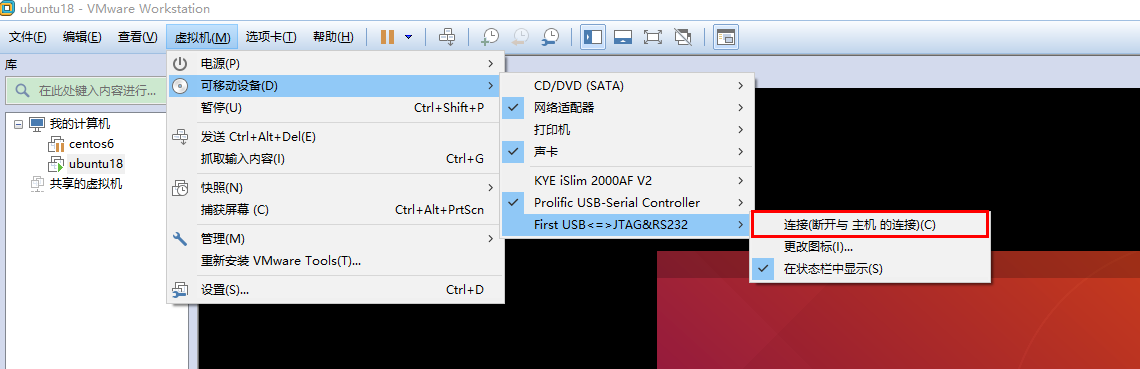 ubuntu18 - VMware Workstation
文件(F) 编辑(E) 查看(V) 虚拟机(M) 选项卡(T) 帮助(H)
库
在此处键入内容进行...
我的计算机
centos6
ubuntu18
共享的虚拟机
电源(P)
可移动设备(D)
暂停(U) Ctrl+Shift+P
发送 Ctrl+Alt+Del(E)
抓取输入内容(I) Ctrl+G
快照(N)
捕获屏幕 (C) Ctrl+Alt+PrtScn
管理(M)
重新安装 VMware Tools(T)...
设置(S)... Ctrl+D
CD/DVD (SATA)
网络适配器
打印机
声卡
KYE iSlim 2000AF V2
Prolific USB-Serial Controller
First USB<=>JTAG&RS232
连接(断开与 主机 的连接)(C)
更改图标(I)...
在状态栏中显示(S)